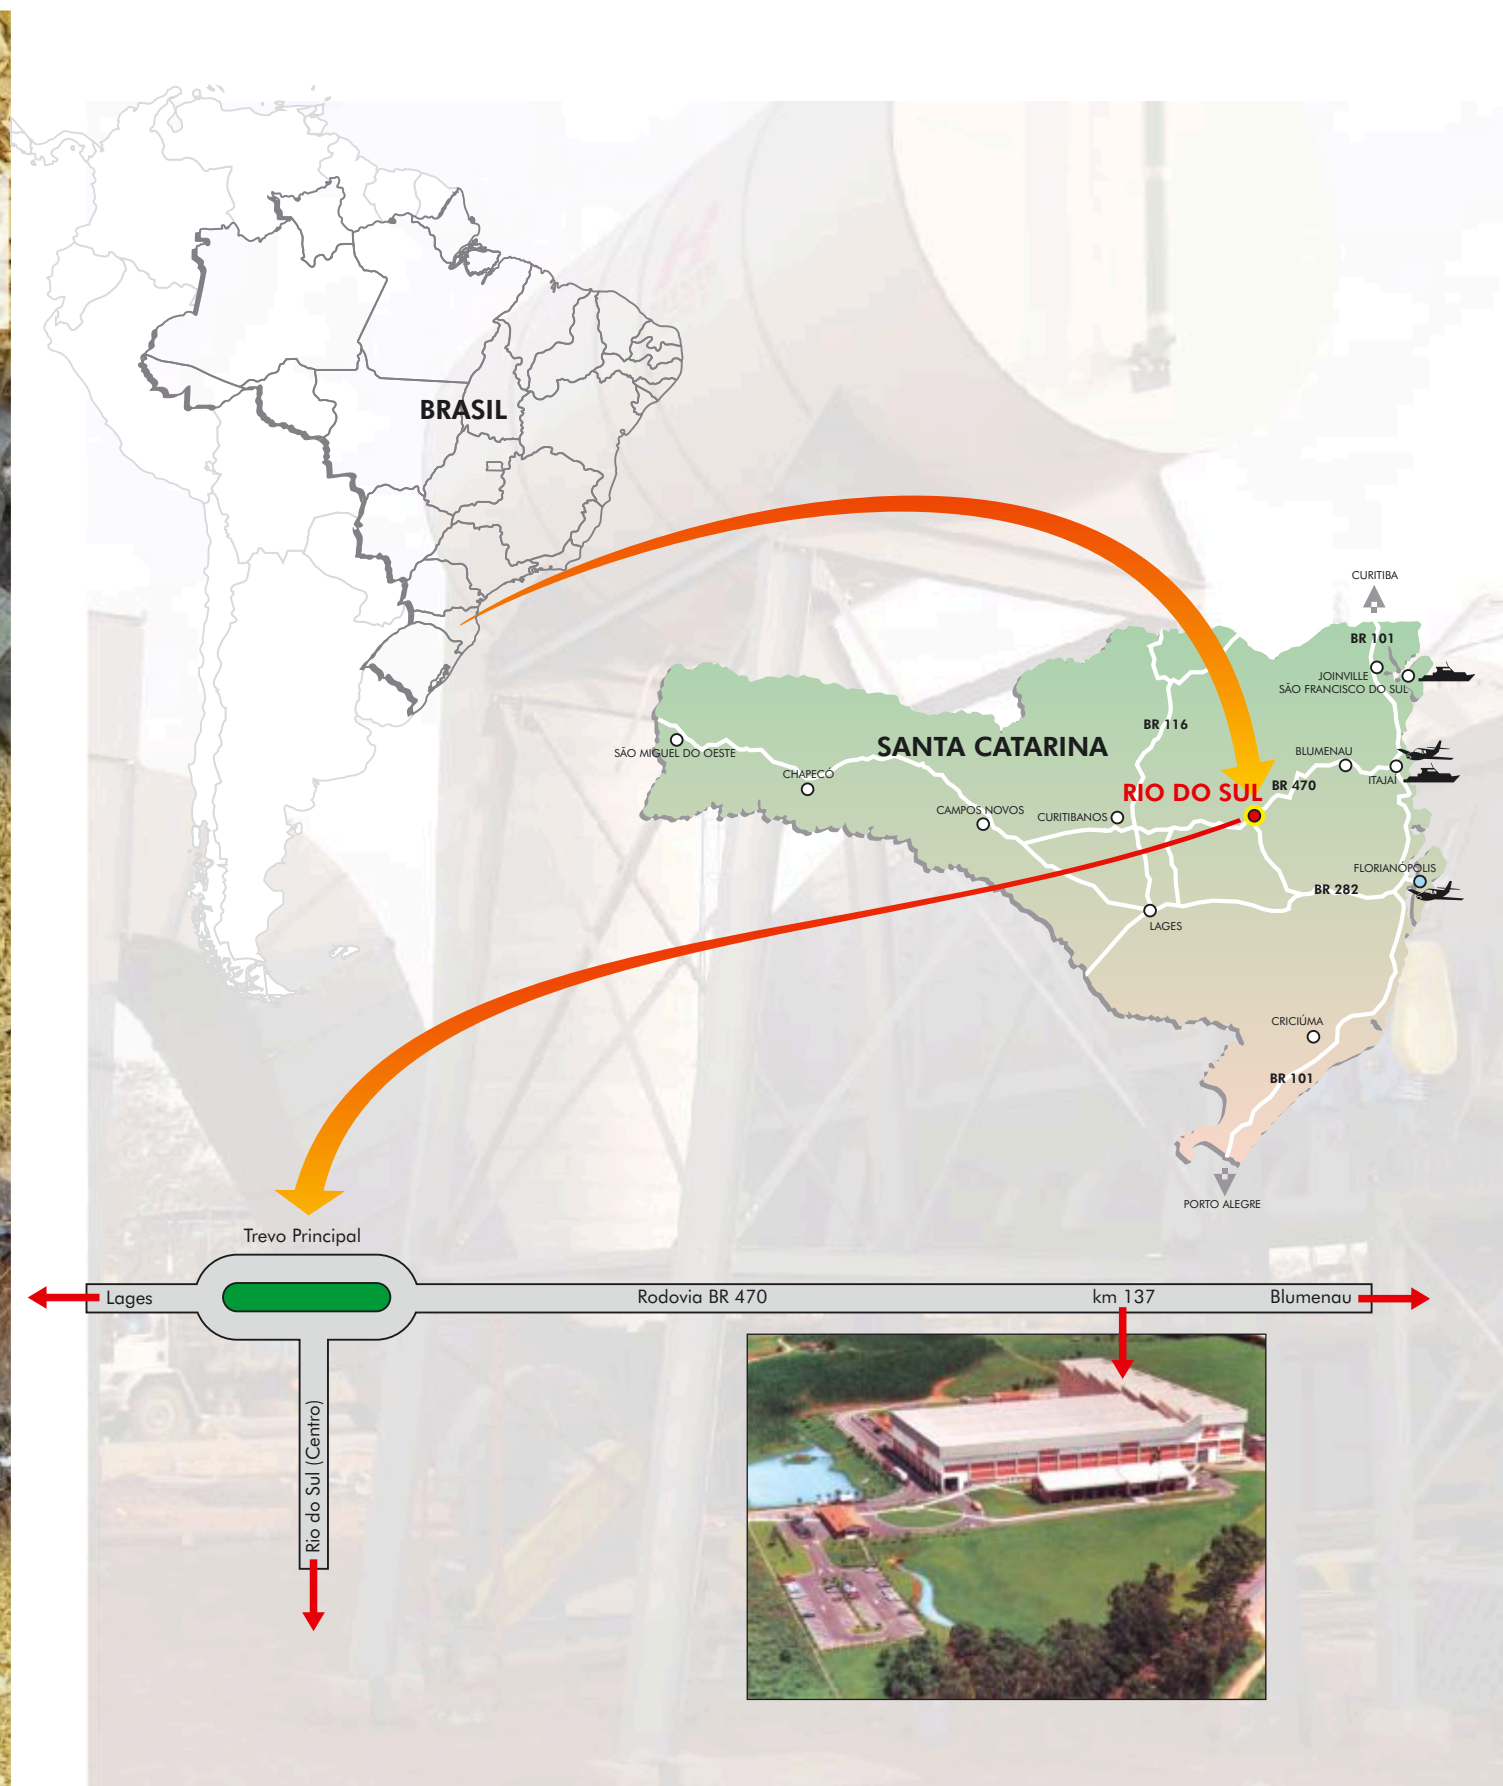 BRASIL
CURITIBA
BR 101
JOINVILLE
SÃO FRANCISCO DO SUL
BR 116
SANTA CATARINA
SÃO MIGUEL DO OESTE
BLUMENAU
CHAPECÓ
ITAJAÍ
BR 470
RIO DO SUL
CAMPOS NOVOS
CURITIBANOS
FLORIANÓPOLIS
BR 282
LAGES
CRICIÚMA
BR 101
PORTO ALEGRE
Trevo Principal
Lages
Rodovia BR 470
km 137
Blumenau
Rio do Sul (Centro)